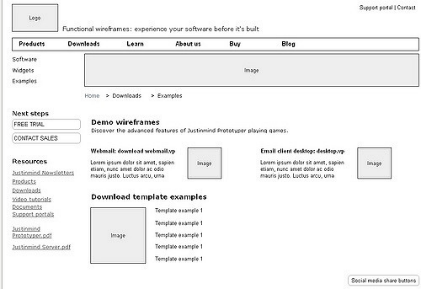 Support portal | Contact
Logo
Functional wireframes: experience your software before it's built
Products Downloads Learn About us Buy Blog
Software
Widgets
Examples
Image
Home > Downloads > Examples
Next steps
FREE TRIAL
CONTACT SALES
Resources
Justinmind Newsletters
Products
Downloads
Video tutorials
Documents
Support portals
Justinmind
Prototyper.pdf
Justinmind Server.pdf
Demo wireframes
Discover the advanced features of Justinmind Prototyper playing games.
Webmail: download webmail.vp
Lorem ipsum dolor sit amet, sapien
etiam, nunc amet dolor ac odio
mauris justo. Luctus arcu, urna
Image
Email client desktop: desktop.vp
Lorem ipsum dolor sit amet, sapien
etiam, nunc amet dolor ac odio
mauris justo. Luctus arcu, urna
Image
Download template examples
Image
Template example 1
Template example 1
Template example 1
Template example 1
Template example 1
Social media share buttons